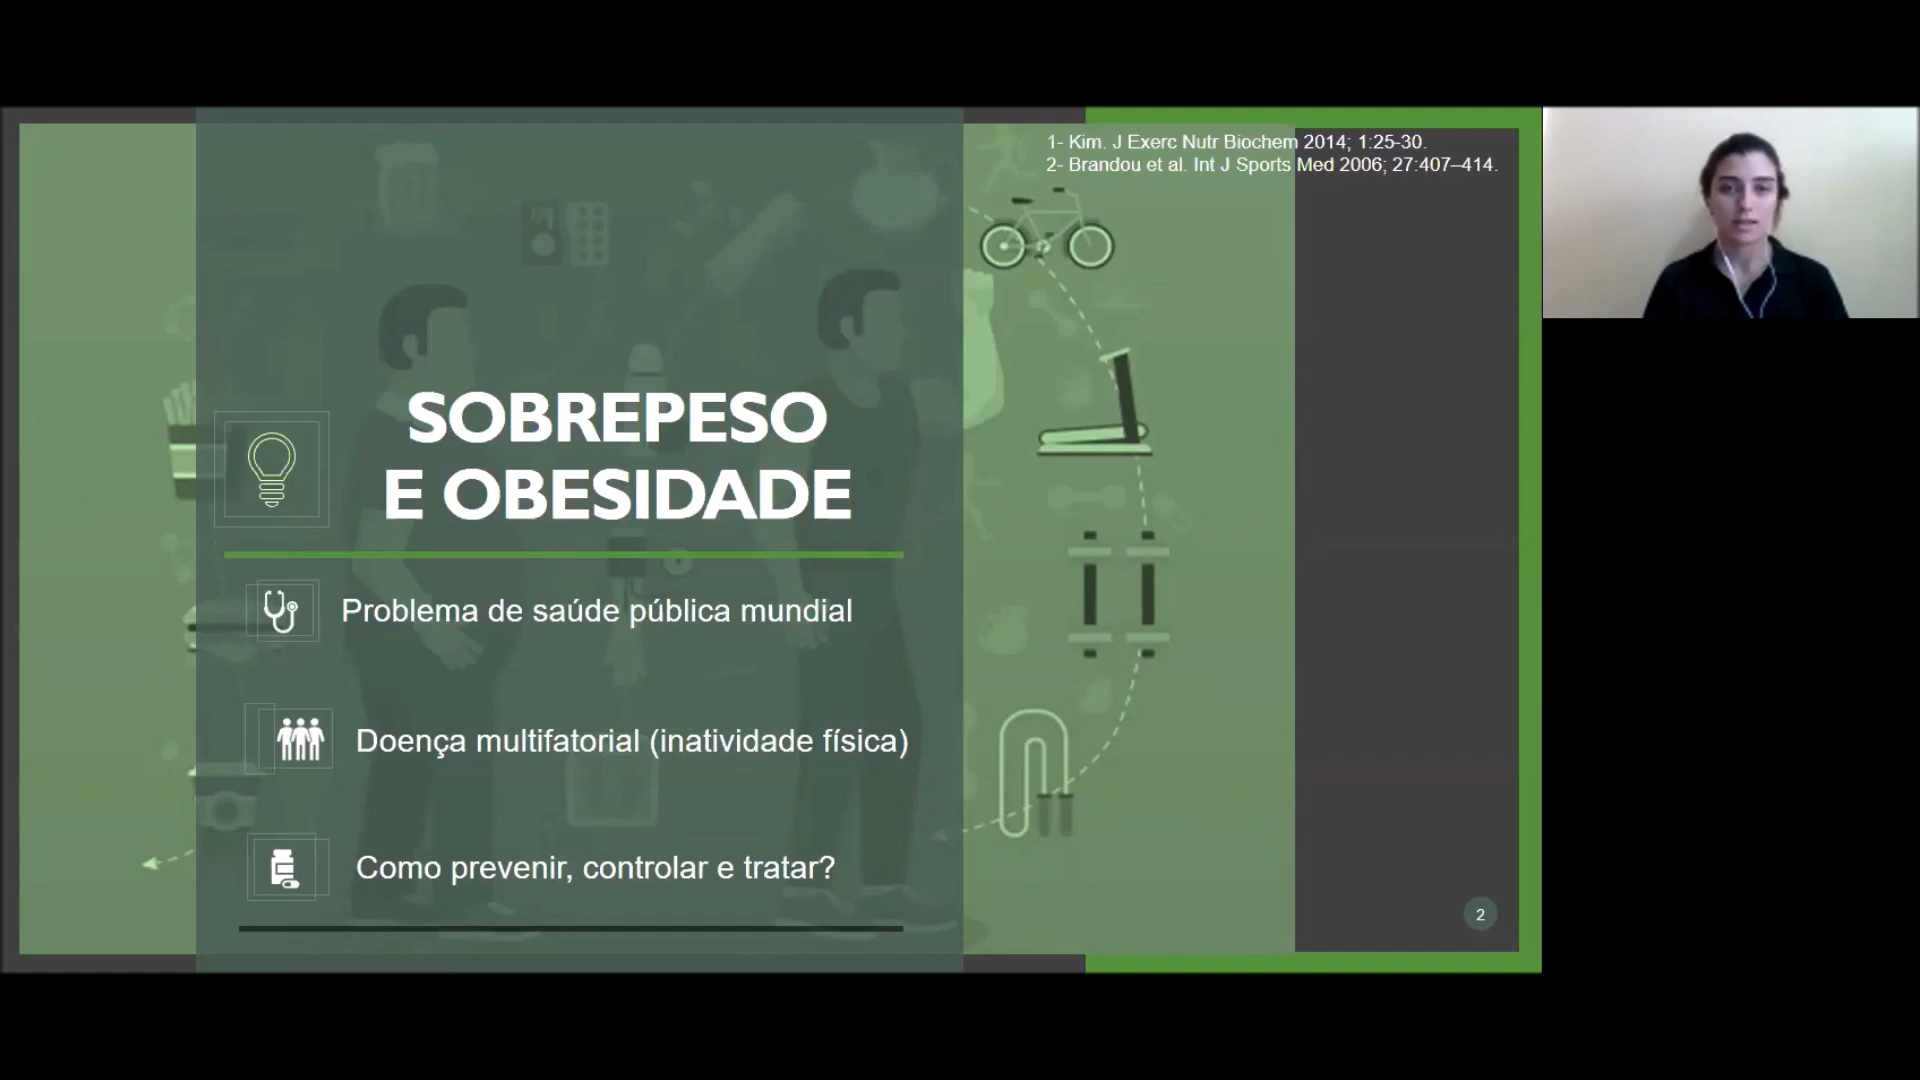 1- Kim. J Exerc Nutr Biochem 2014; 1:25-30.
2- Brandou et al. Int J Sports Med 2006; 27:407–414.
SOBREPESO
E OBESIDADE
Problema de saúde pública mundial
Doença multifatorial (inatividade física)
Como prevenir, controlar e tratar?
2